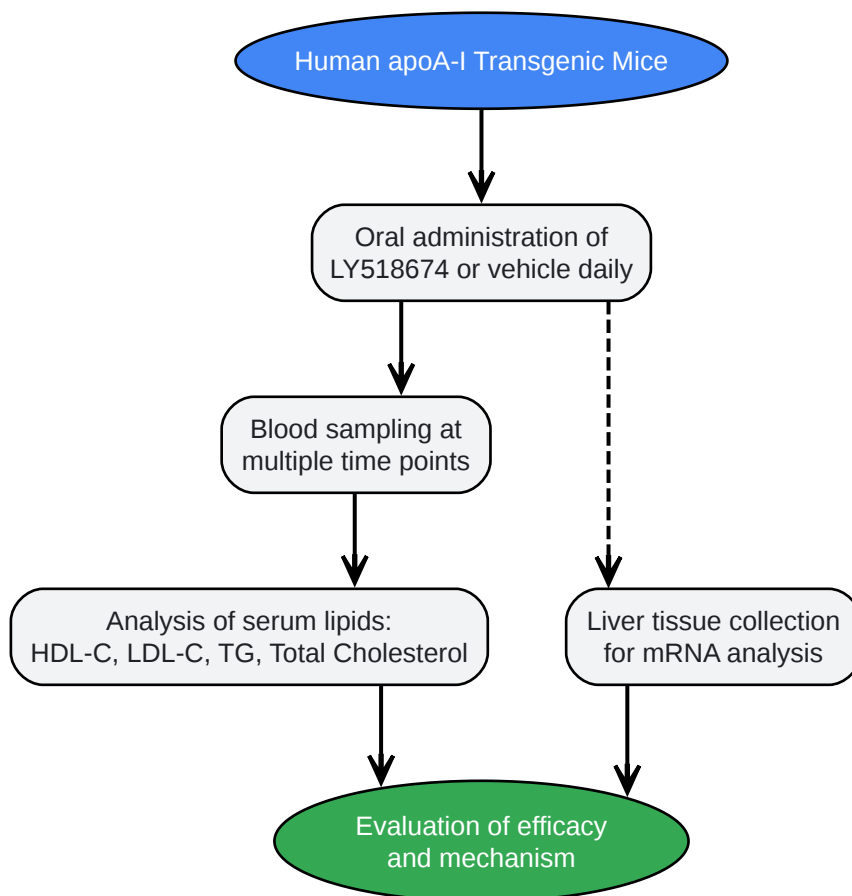 Human apoA-I Transgenic Mice
Oral administration of
LY518674 or vehicle daily
Blood sampling at
multiple time points
Analysis of serum lipids:
HDL-C, LDL-C, TG, Total Cholesterol
Liver tissue collection
for mRNA analysis
Evaluation of efficacy
and mechanism